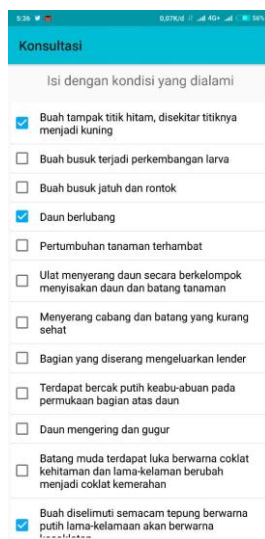 5:36
0,07K/d
4G+
56%
Konsultasi
Isi dengan kondisi yang dialami
Buah tampak titik hitam, disekitar titiknya
menjadi kuning
Buah busuk terjadi perkembangan larva
Buah busuk jatuh dan rontok
Daun berlubang
Pertumbuhan tanaman terhambat
Ulat menyerang daun secara berkelompok
menyisakan daun dan batang tanaman
Menyerang cabang dan batang yang kurang
sehat
Bagian yang diserang mengeluarkan lender
Terdapat bercak putih keabu-abuan pada
permukaan bagian atas daun
Daun mengering dan gugur
Batang muda terdapat luka berwarna coklat
kehitaman dan lama-kelaman berubah
menjadi coklat kemerahan
Buah diselimuti semacam tepung berwarna
putih lama-kelamaan akan berwarna